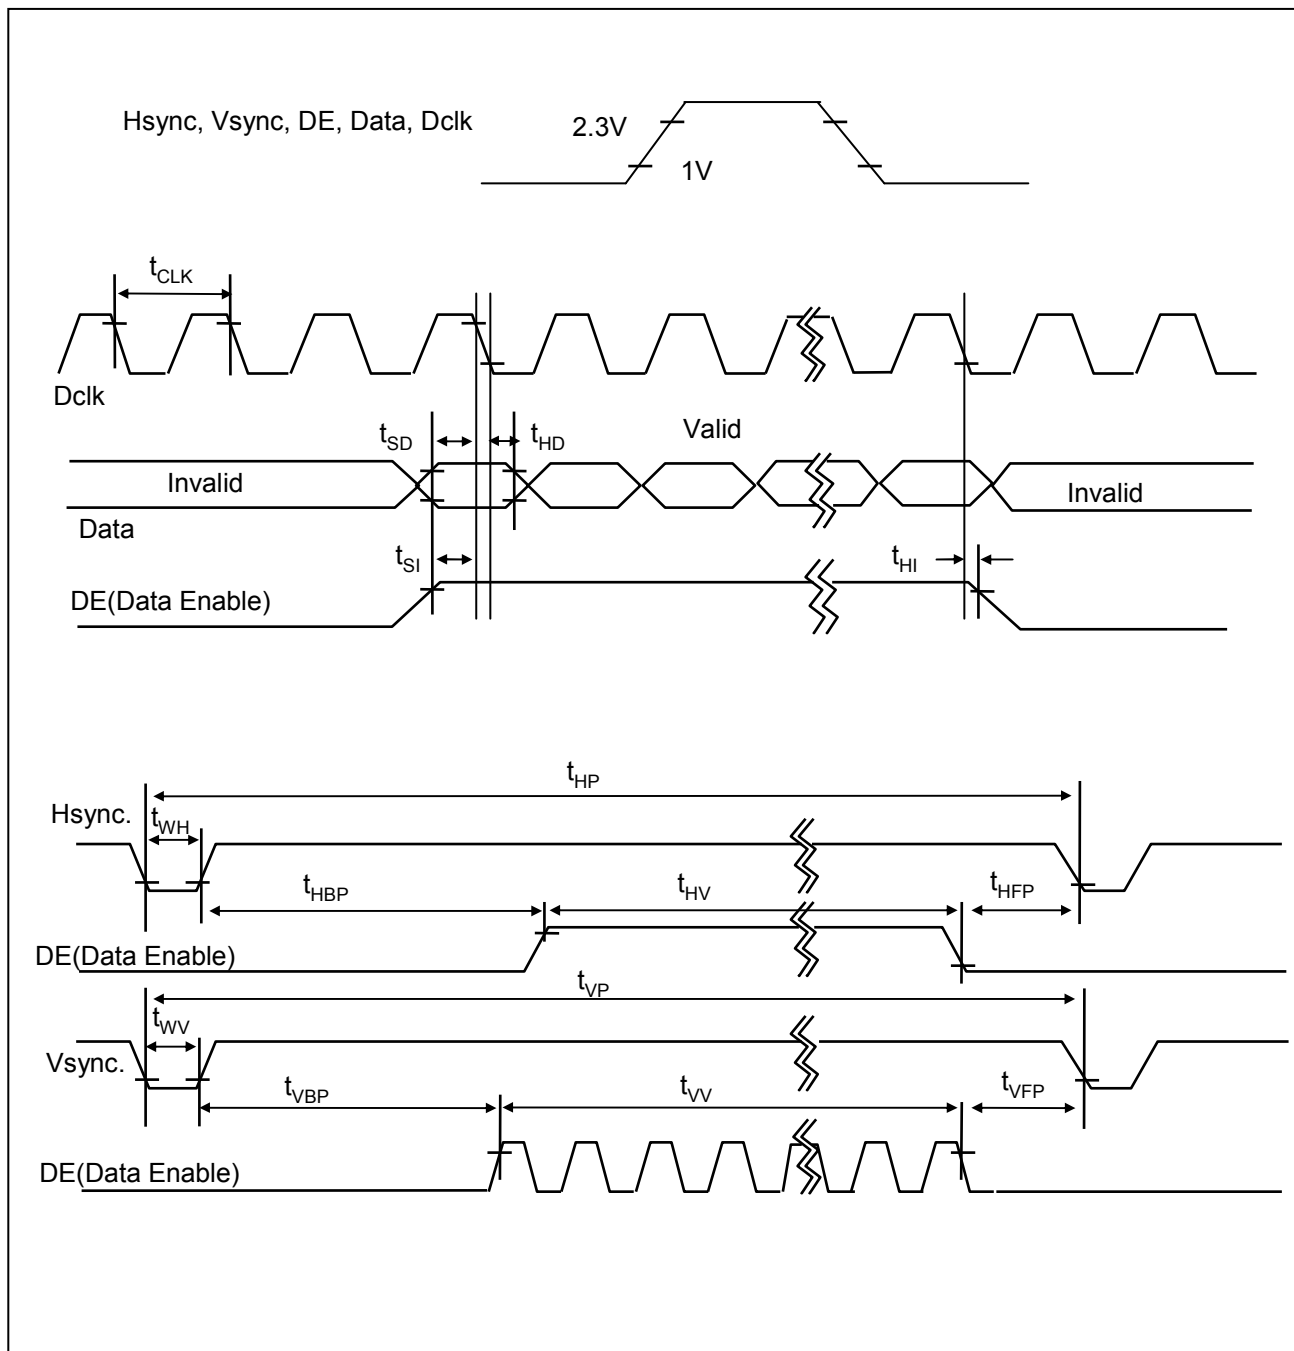 Hsync, Vsync, DE, Data, Dclk
2.3V
1V
tCLK
Dclk
tSD
tHD
Valid
Invalid
Invalid
Data
tSI
tHI
DE(Data Enable)
tHP
Hsync.
tWH
tHBP
tHV
tHFP
DE(Data Enable)
tVP
tWV
Vsync.
tVBP
tVV
tVFP
DE(Data Enable)